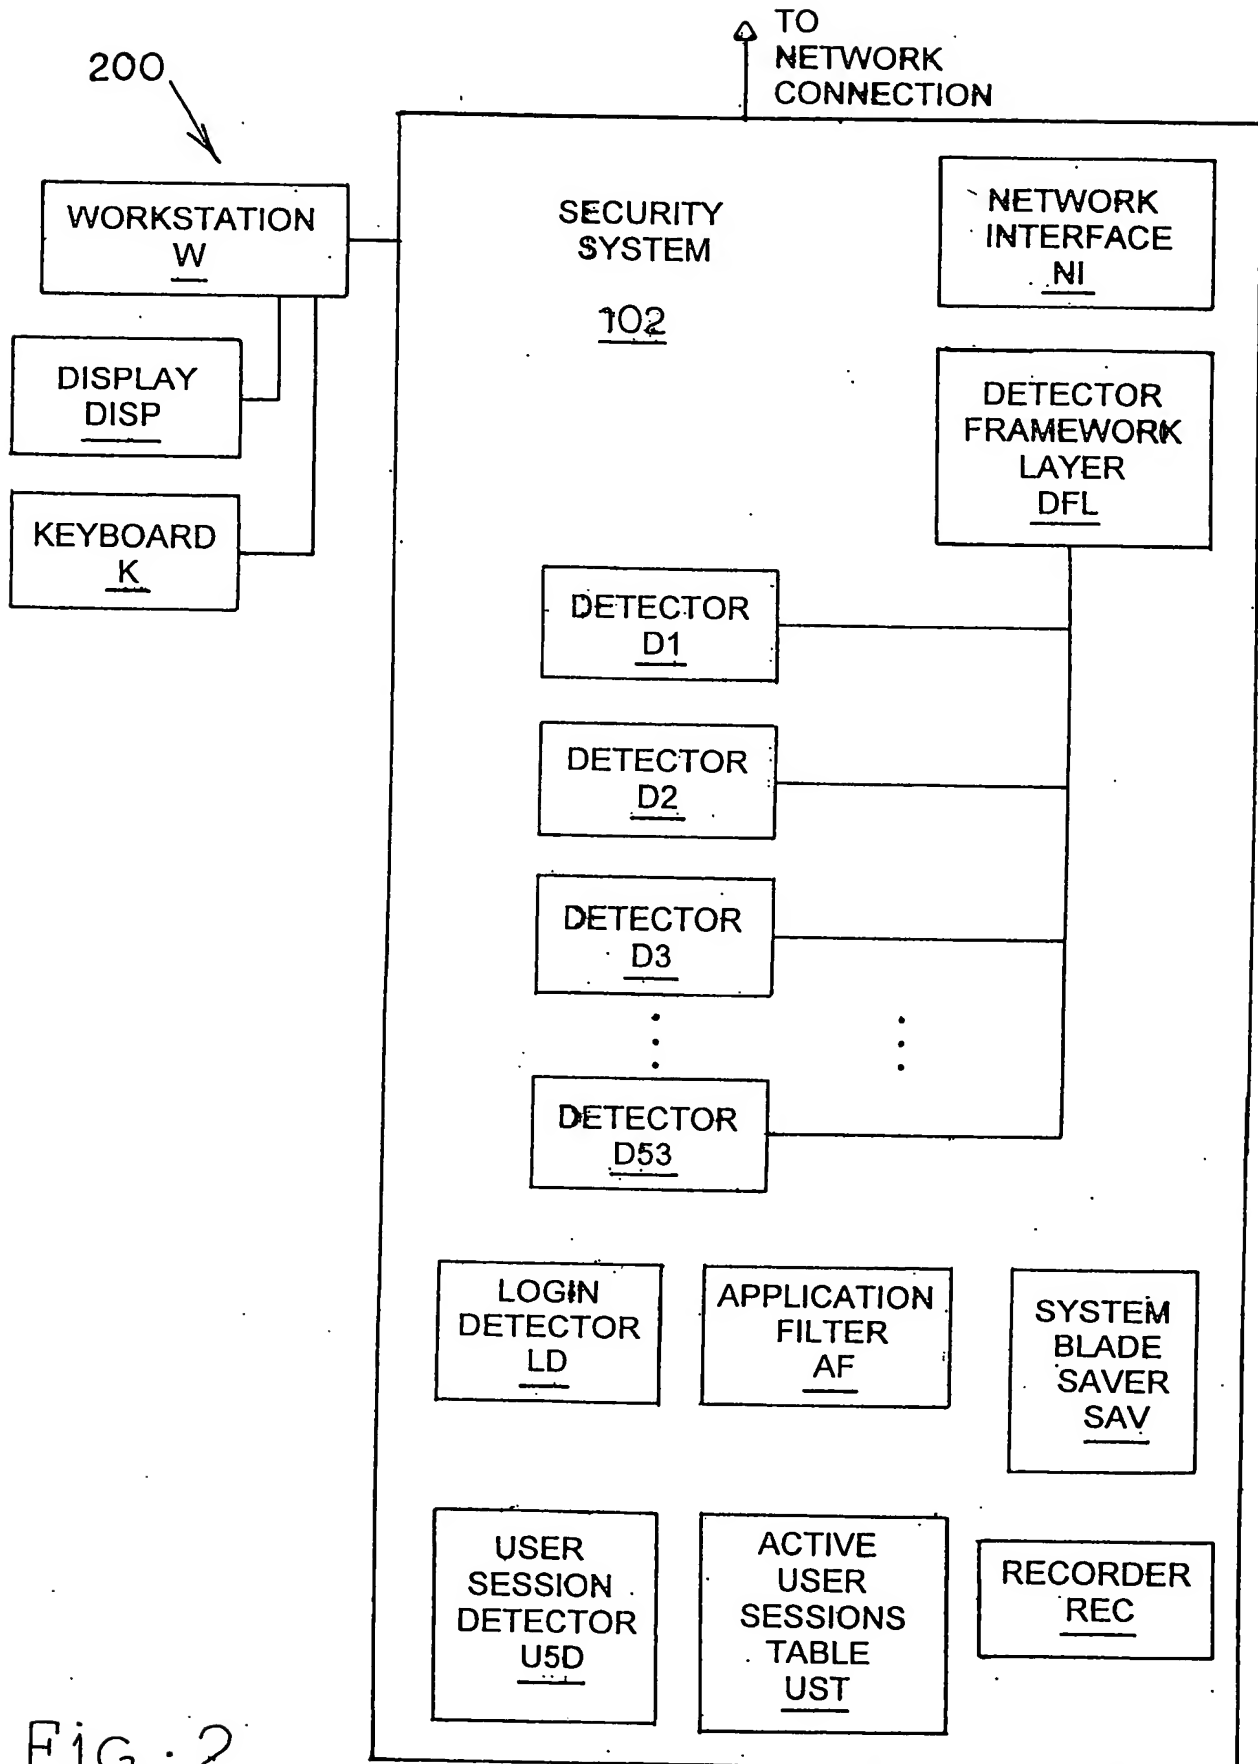 TO
NETWORK
CONNECTION
200
WORKSTATION
W
DISPLAY
DISP
KEYBOARD
K
SECURITY
SYSTEM
102
NETWORK
INTERFACE
NI
DETECTOR
FRAMEWORK
LAYER
DFL
DETECTOR
D1
DETECTOR
D2
DETECTOR
D3
DETECTOR
D53
LOGIN
DETECTOR
LD
APPLICATION
FILTER
AF
SYSTEM
BLADE
SAVER
SAV
USER
SESSION
DETECTOR
U5D
ACTIVE
USER
SESSIONS
TABLE
UST
RECORDER
REC
FIG. 2